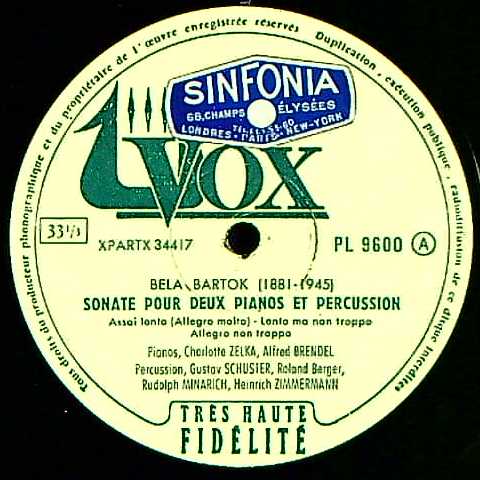 Tous droits du producteur phonographique et du propriétaire de l'œuvre enregistrée réservés
Duplication - exécution publique - radiodiffusion de ce disque interdites
SINFONIA
68, CHAMPS ELYSÉES
LONDRES - PARIS - NEW-YORK
VOX
33 1/3
XPARTX 34417
PL 9600 A
BELA BARTOK (1881-1945)
SONATE POUR DEUX PIANOS ET PERCUSSION
Assai lento (Allegro molto) - Lento ma non troppo
Allegro non troppo
Pianos, Charlotte ZELKA, Alfred BRENDEL
Percussion, Gustav SCHUSTER, Roland Berger,
Rudolph MINARICH, Heinrich ZIMMERMANN
TRÈS HAUTE
FIDÉLITÉ